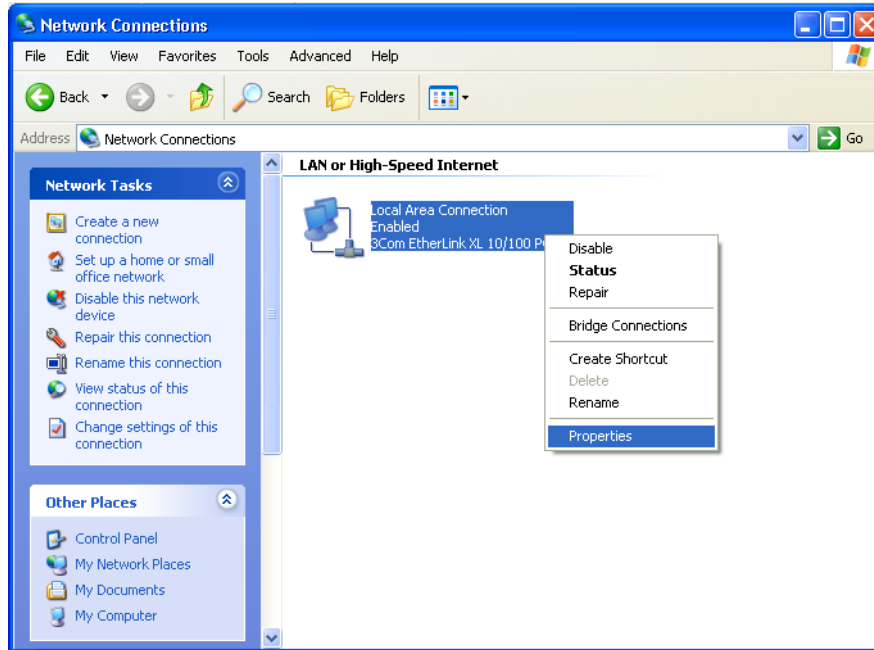 Network Connections
File Edit View Favorites Tools Advanced Help
Back Search Folders
Address Network Connections Go
Network Tasks
Create a new
connection
Set up a home or small
office network
Disable this network
device
Repair this connection
Rename this connection
View status of this
connection
Change settings of this
connection
Other Places
Control Panel
My Network Places
My Documents
My Computer
LAN or High-Speed Internet
Local Area Connection
Enabled
3Com EtherLink XL 10/100
Disable
Status
Repair
Bridge Connections
Create Shortcut
Delete
Rename
Properties